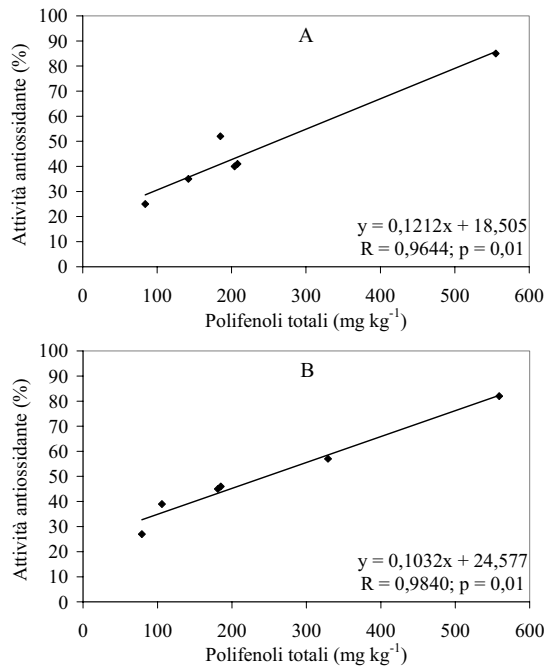 A
Attività antiossidante (%)
100
90
80
70
60
50
40
30
20
10
0
y = 0,1212x + 18,505
R = 0,9644; p = 0,01
0 100 200 300 400 500 600
Polifenoli totali (mg kg⁻¹)
B
Attività antiossidante (%)
100
90
80
70
60
50
40
30
20
10
0
y = 0,1032x + 24,577
R = 0,9840; p = 0,01
0 100 200 300 400 500 600
Polifenoli totali (mg kg⁻¹)